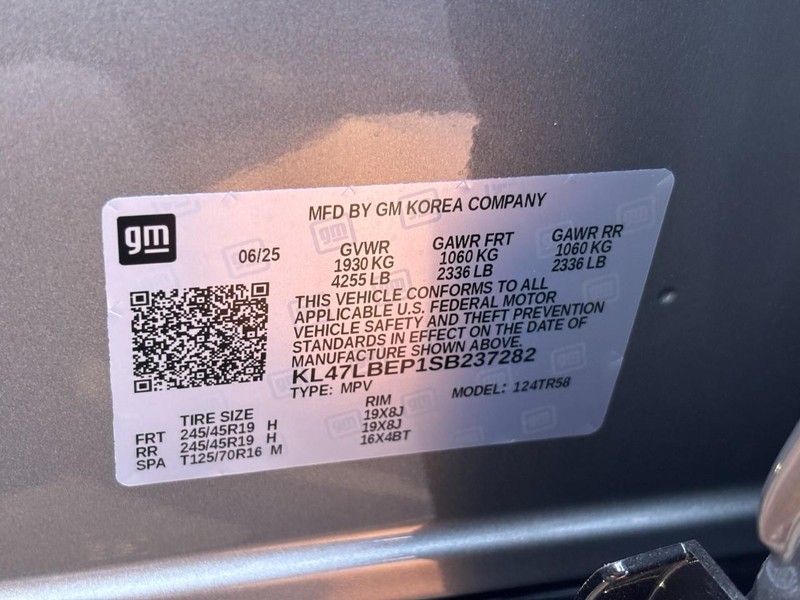 gm
MFD BY GM KOREA COMPANY
06/25
GVWR GAWR FRT GAWR RR
1930 KG 1060 KG 1060 KG
4255 LB 2336 LB 2336 LB
THIS VEHICLE CONFORMS TO ALL
APPLICABLE U.S. FEDERAL MOTOR
VEHICLE SAFETY AND THEFT PREVENTION
STANDARDS IN EFFECT ON THE DATE OF
MANUFACTURE SHOWN ABOVE.
KL47LBEP1SB237282
TYPE: MPV MODEL: 124TR58
TIRE SIZE RIM
FRT 245/45R19 H 19X8J
RR 245/45R19 H 19X8J
SPA T125/70R16 M 16X4BT